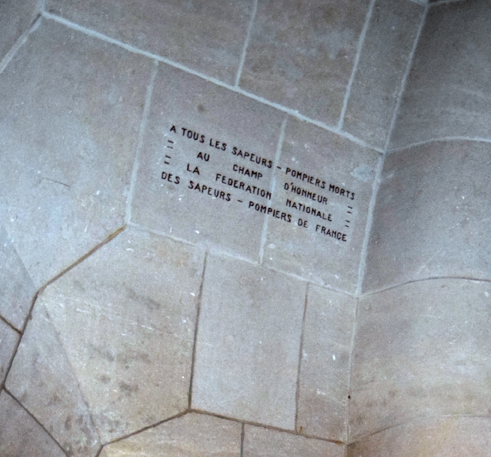 A TOUS LES SAPEURS - POMPIERS MORTS
= AU CHAMP D'HONNEUR =
= LA FEDERATION NATIONALE =
DES SAPEURS - POMPIERS DE FRANCE